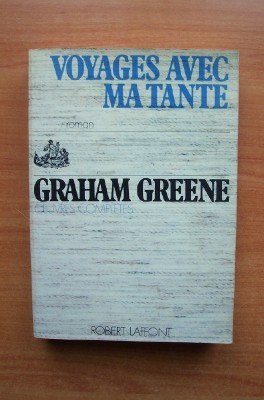 VOYAGES AVEC
MA TANTE
roman
GRAHAM GREENE
ŒUVRES COMPLÈTES
ROBERT LAFFONT